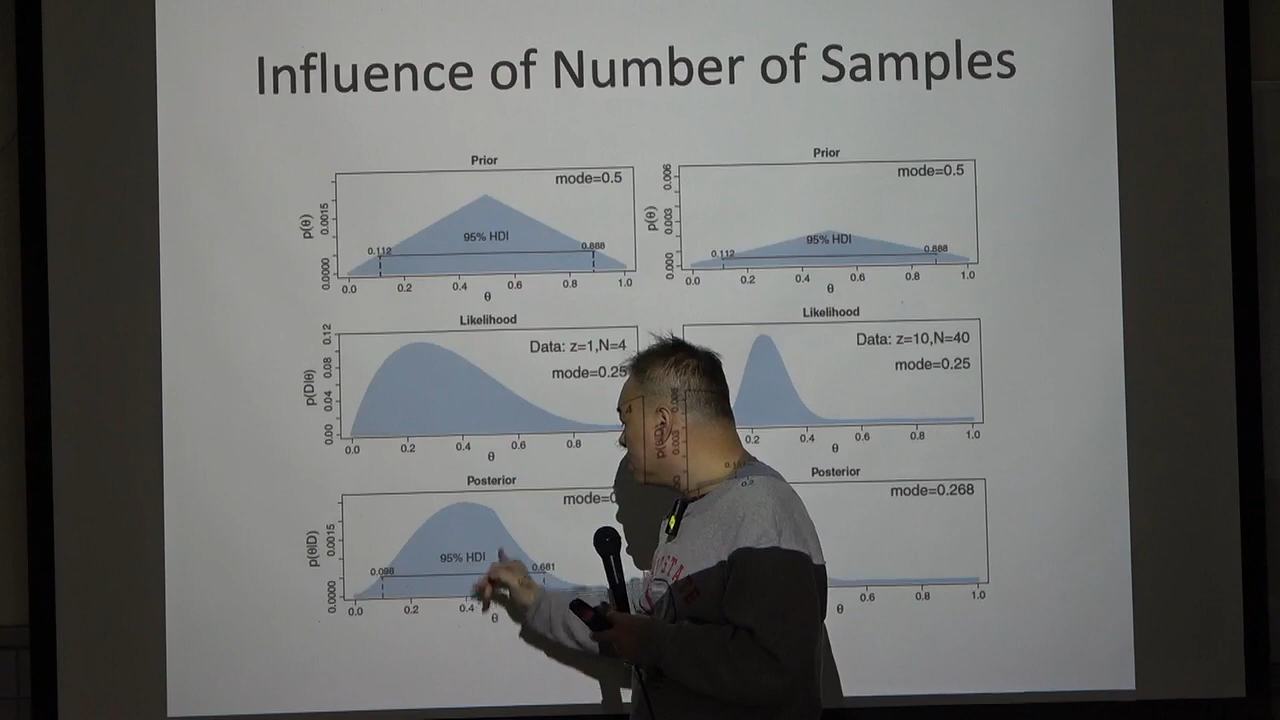 Influence of Number of Samples
Prior
mode=0.5
p(θ)
0.0000 0.0015
95% HDI
0.112 0.888
0.0 0.2 0.4 0.6 0.8 1.0
θ
Prior
mode=0.5
p(θ)
0.000 0.003 0.006
95% HDI
0.112 0.888
0.0 0.2 0.4 0.6 0.8 1.0
θ
Likelihood
Data: z=1,N=4
mode=0.25
p(D|θ)
0.00 0.04 0.08 0.12
0.0 0.2 0.4 0.6 0.8
θ
Likelihood
Data: z=10,N=40
mode=0.25
0.2 0.4 0.6 0.8 1.0
θ
Posterior
mode=0
p(θ|D)
0.0000 0.0015
95% HDI
0.098 0.681
0.0 0.2 0.4
θ
Posterior
mode=0.268
p(θ|D)
0.2
0.6 0.8 1.0
θ